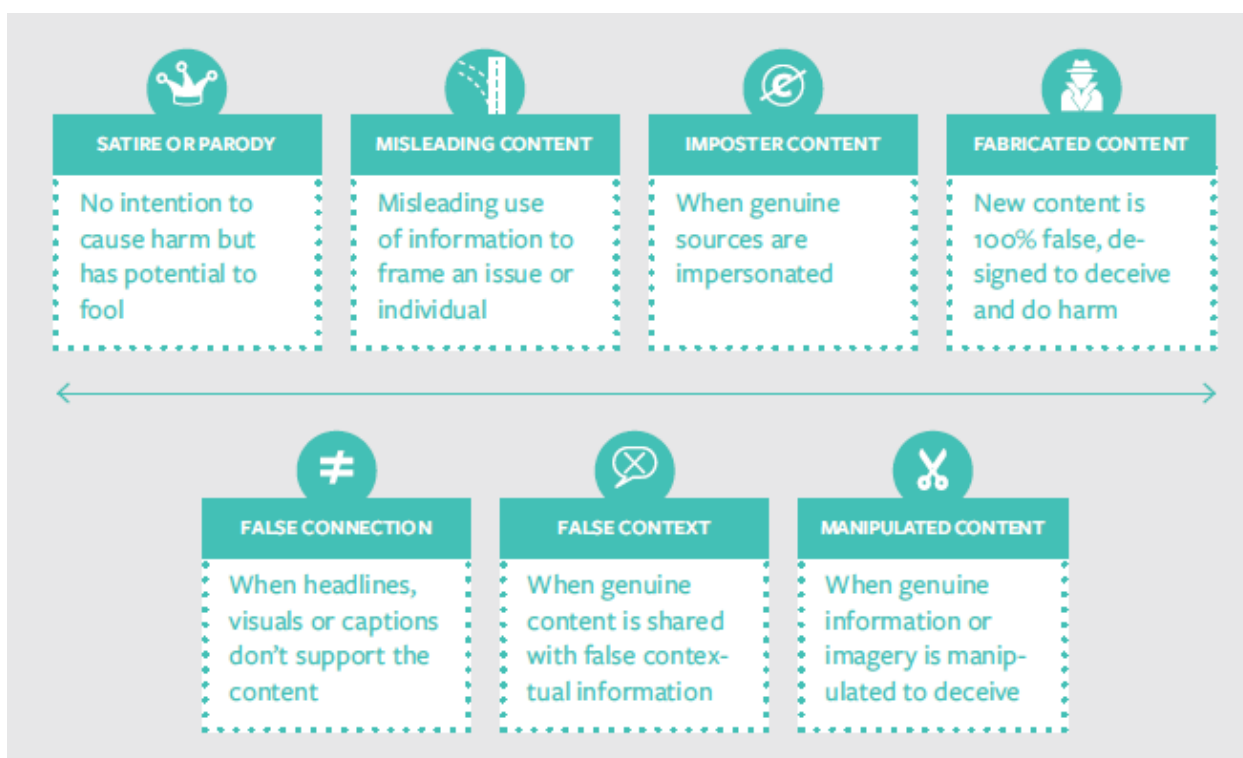 SATIRE OR PARODY
No intention to
cause harm but
has potential to
fool
MISLEADING CONTENT
Misleading use
of information to
frame an issue or
individual
IMPOSTER CONTENT
When genuine
sources are
impersonated
FABRICATED CONTENT
New content is
100% false, de-
signed to deceive
and do harm
FALSE CONNECTION
When headlines,
visuals or captions
don't support the
content
FALSE CONTEXT
When genuine
content is shared
with false contex-
tual information
MANIPULATED CONTENT
When genuine
information or
imagery is manip-
ulated to deceive